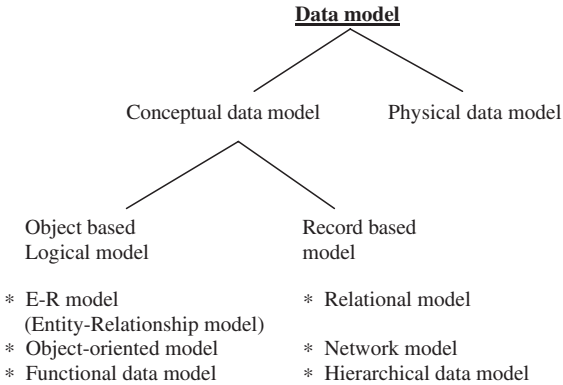 Data model
Conceptual data model
Physical data model
Object based
Logical model
Record based
model
* E-R model
(Entity-Relationship model)
* Object-oriented model
* Functional data model
* Relational model
* Network model
* Hierarchical data model